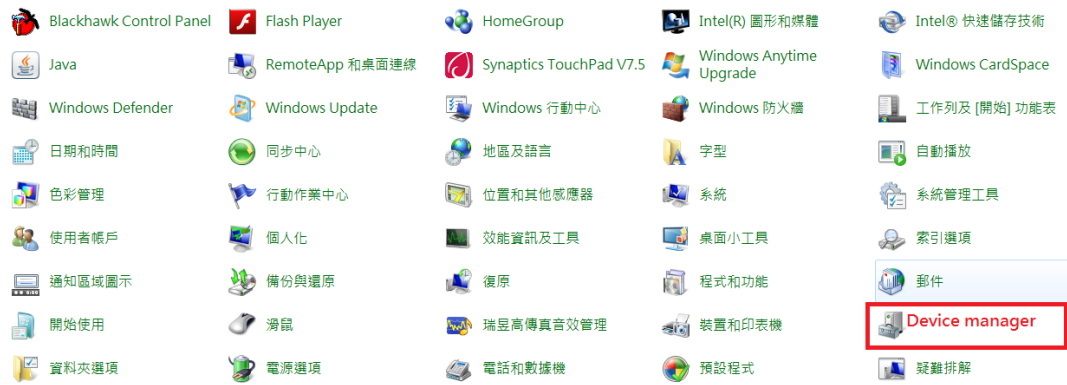 Blackhawk Control Panel
Flash Player
HomeGroup
Intel(R) 圖形和媒體
Intel® 快速儲存技術
Java
RemoteApp 和桌面連線
Synaptics TouchPad V7.5
Windows Anytime
Upgrade
Windows CardSpace
Windows Defender
Windows Update
Windows 行動中心
Windows 防火牆
工作列及 [開始] 功能表
日期和時間
同步中心
地區及語言
字型
自動播放
色彩管理
行動作業中心
位置和其他感應器
系統
系統管理工具
使用者帳戶
個人化
效能資訊及工具
桌面小工具
索引選項
通知區域圖示
備份與還原
復原
程式和功能
郵件
開始使用
滑鼠
瑞昱高傳真音效管理
裝置和印表機
Device manager
資料夾選項
電源選項
電話和數據機
預設程式
疑難排解